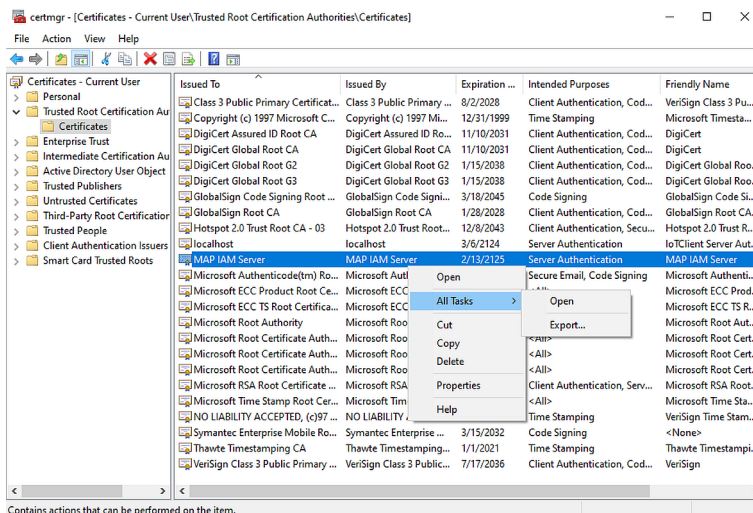 certmgr - [Certificates - Current User\Trusted Root Certification Authorities\Certificates]
File Action View Help
Certificates - Current User
Personal
Trusted Root Certification Au
Certificates
Enterprise Trust
Intermediate Certification Au
Active Directory User Object
Trusted Publishers
Untrusted Certificates
Third-Party Root Certification
Trusted People
Client Authentication Issuers
Smart Card Trusted Roots
Issued To Issued By Expiration ... Intended Purposes Friendly Name
Class 3 Public Primary Certificat... Class 3 Public Primary ... 8/2/2028 Client Authentication, Cod... VeriSign Class 3 Pu...
Copyright (c) 1997 Microsoft C... Copyright (c) 1997 Mi... 12/31/1999 Time Stamping Microsoft Timesta...
DigiCert Assured ID Root CA DigiCert Assured ID Ro... 11/10/2031 Client Authentication, Cod... DigiCert
DigiCert Global Root CA DigiCert Global Root CA 11/10/2031 Client Authentication, Cod... DigiCert
DigiCert Global Root G2 DigiCert Global Root G2 1/15/2038 Client Authentication, Cod... DigiCert Global Roo...
DigiCert Global Root G3 DigiCert Global Root G3 1/15/2038 Client Authentication, Cod... DigiCert Global Roo...
GlobalSign Code Signing Root ... GlobalSign Code Signi... 3/18/2045 Code Signing GlobalSign Code Si...
GlobalSign Root CA GlobalSign Root CA 1/28/2028 Client Authentication, Cod... GlobalSign Root CA...
Hotspot 2.0 Trust Root CA - 03 Hotspot 2.0 Trust Root... 12/8/2043 Client Authentication, Secu... Hotspot 2.0 Trust R...
localhost localhost 3/6/2124 Server Authentication IoTClient Server Aut...
MAP IAM Server MAP IAM Server 2/13/2125 Server Authentication MAP IAM Server
Microsoft Authenticode(tm) Ro... Microsoft Aut Secure Email, Code Signing Microsoft Authenti...
Microsoft ECC Product Root Ce... Microsoft ECC <All> Microsoft ECC Prod...
Microsoft ECC TS Root Certifica... Microsoft ECC Microsoft ECC TS R...
Microsoft Root Authority Microsoft Roo Microsoft Root Aut...
Microsoft Root Certificate Auth... Microsoft Roo <All> Microsoft Root Cert...
Microsoft Root Certificate Auth... Microsoft Roo <All> Microsoft Root Cert...
Microsoft Root Certificate Auth... Microsoft Roo <All> Microsoft Root Cert...
Microsoft RSA Root Certificate ... Microsoft RSA Client Authentication, Serv... Microsoft RSA Root...
Microsoft Time Stamp Root Cer... Microsoft Tim <All> Microsoft Time Sta...
NO LIABILITY ACCEPTED, (c)97 ... NO LIABILITY Time Stamping VeriSign Time Stam...
Symantec Enterprise Mobile Ro... Symantec Enterprise ... 3/15/2032 Code Signing <None>
Thawte Timestamping CA Thawte Timestamping... 1/1/2021 Time Stamping Thawte Timestampi...
VeriSign Class 3 Public Primary ... VeriSign Class 3 Public... 7/17/2036 Client Authentication, Cod... VeriSign
Open
All Tasks
Cut
Copy
Delete
Properties
Help
Open
Export...
Contains actions that can be performed on the item.